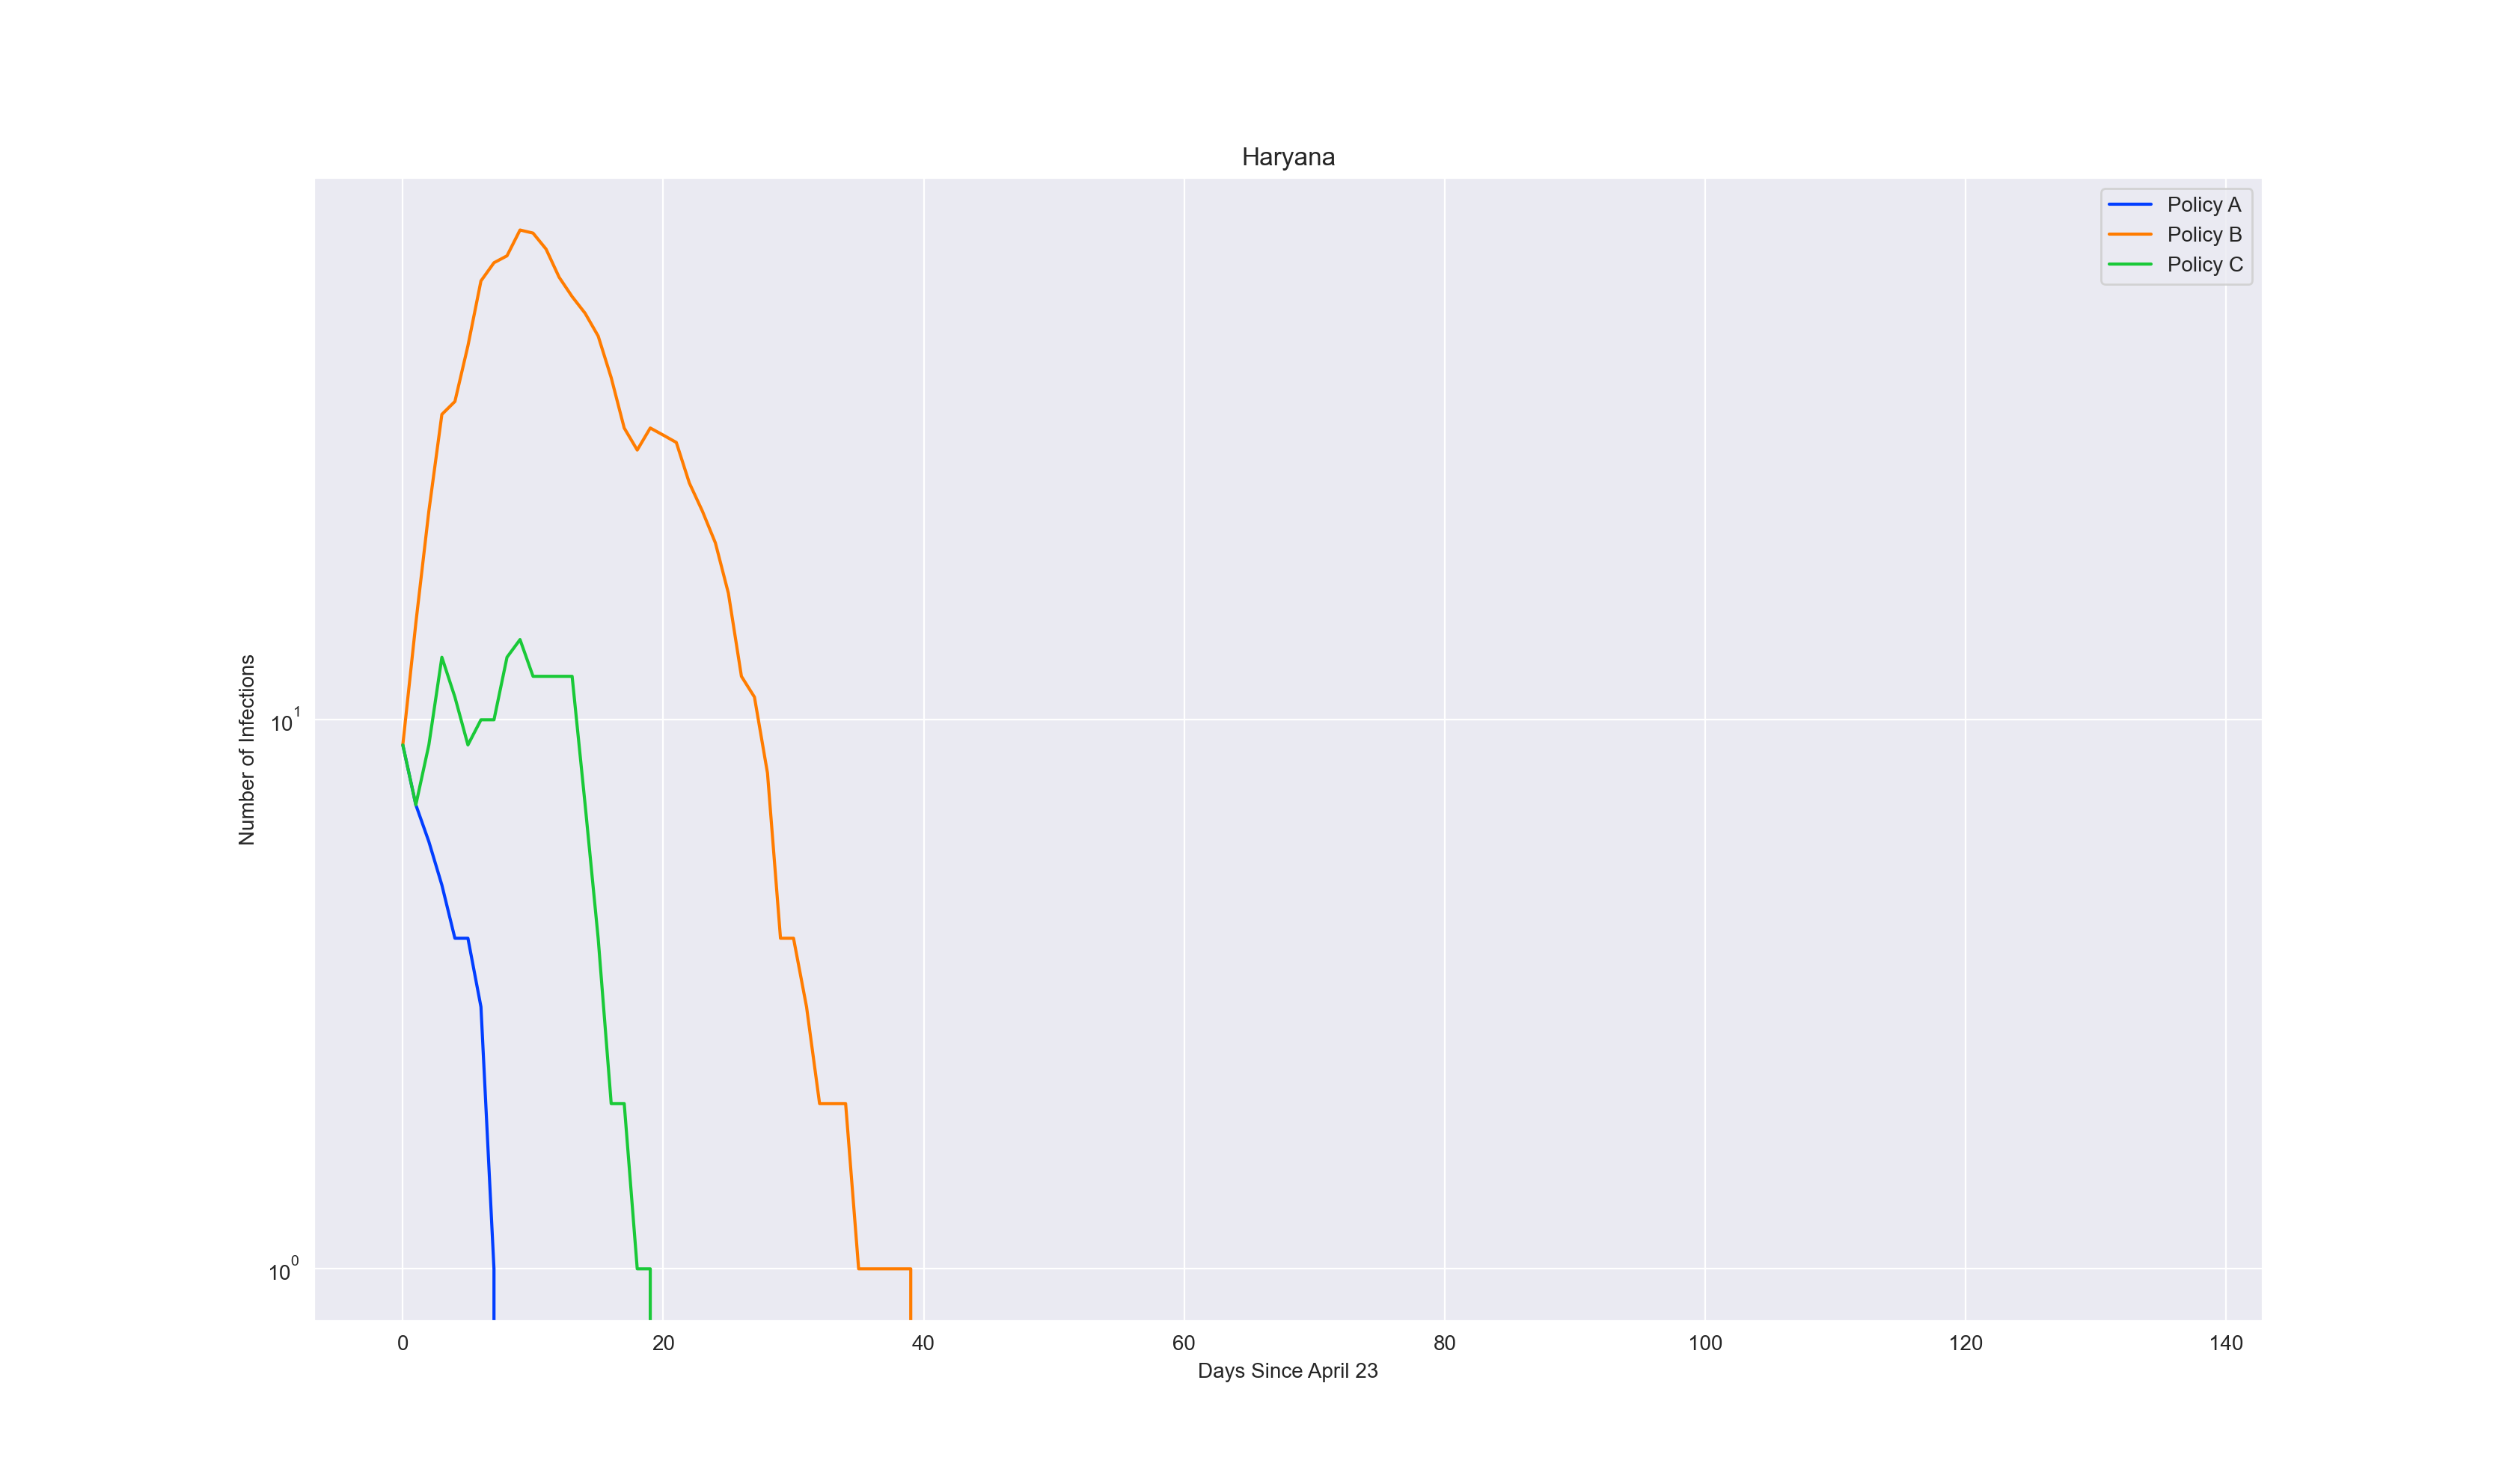 Haryana
Policy A
Policy B
Policy C
Number of Infections
10^1
10^0
0 20 40 60 80 100 120 140
Days Since April 23